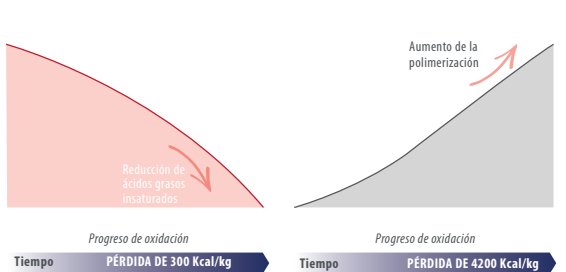 Reducción de
ácidos grasos
insaturados
Progreso de oxidación
Tiempo PÉRDIDA DE 300 Kcal/kg
Aumento de la
polimerización
Progreso de oxidación
Tiempo PÉRDIDA DE 4200 Kcal/kg